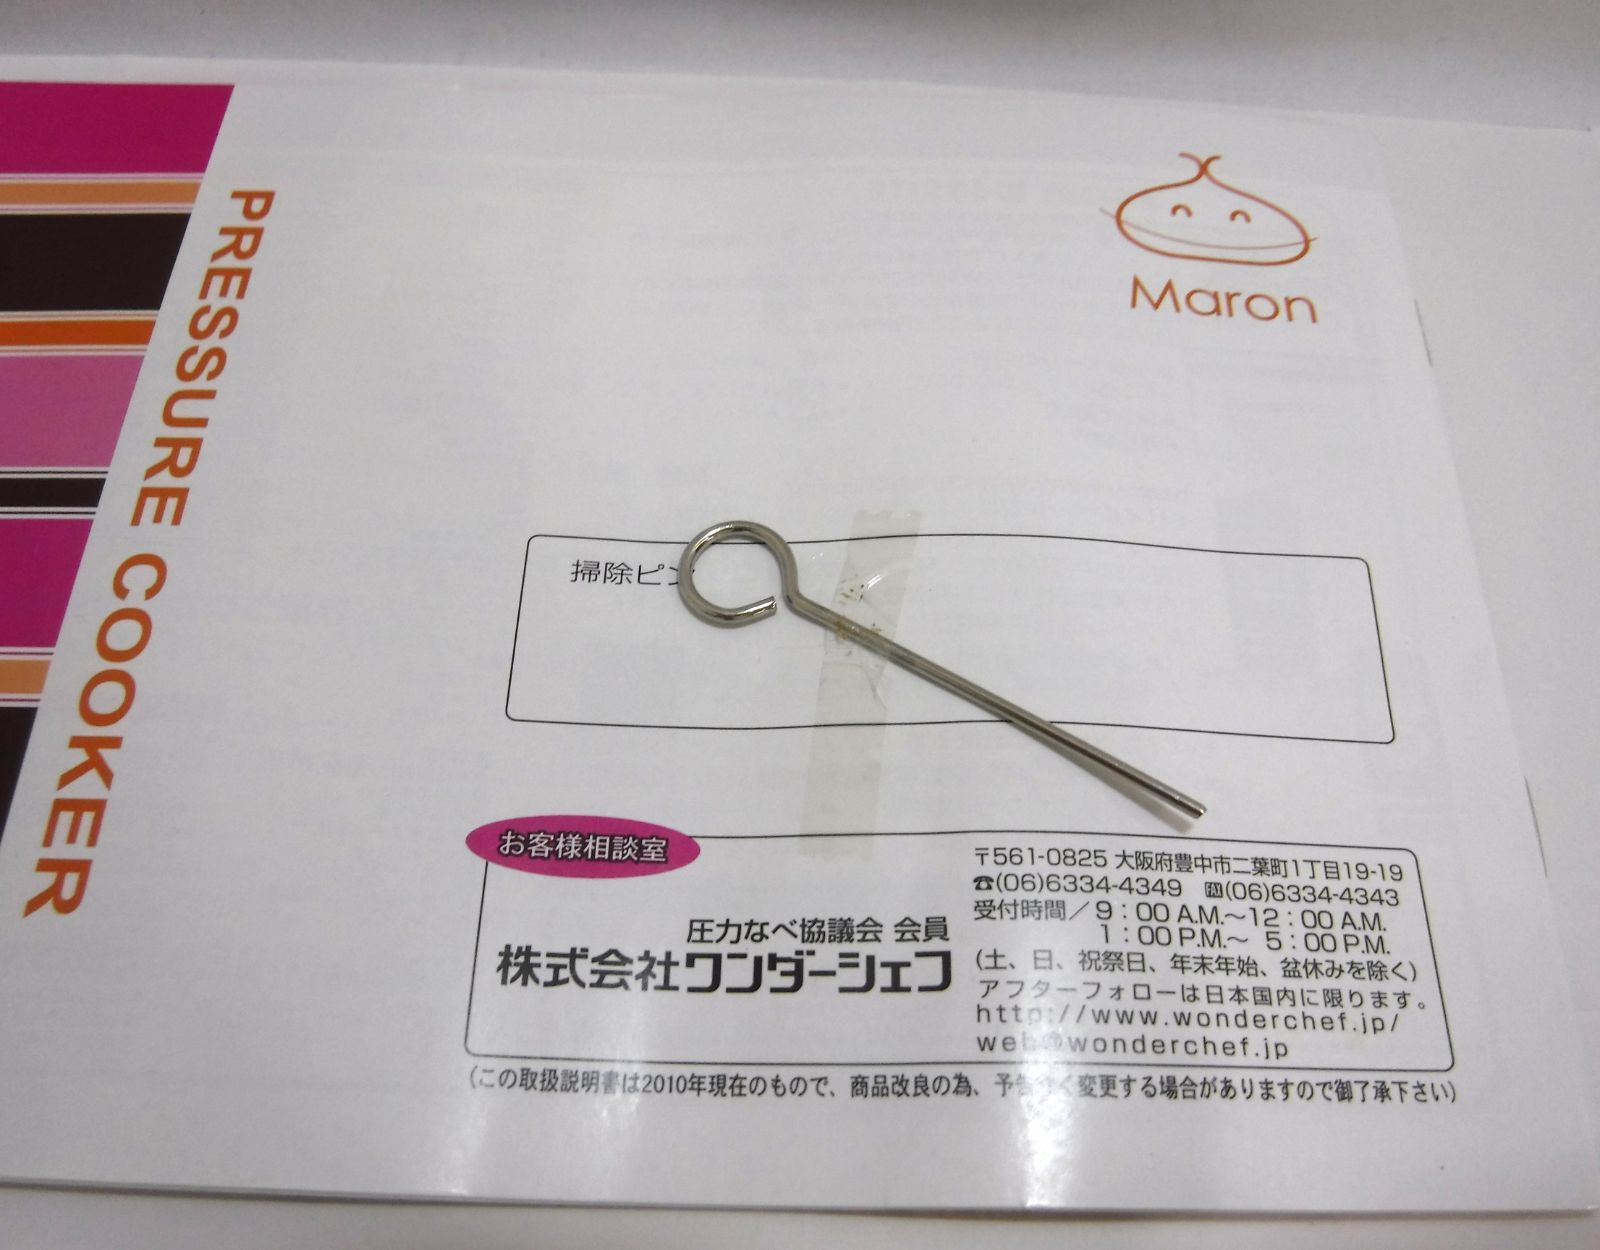 PRESSURE COOKER
Maron
掃除ピン
お客様相談室
圧力なべ協議会 会員
株式会社ワンダーシェフ
〒561-0825 大阪府豊中市二葉町1丁目19-19
☎(06)6334-4349 FAX(06)6334-4343
受付時間／9：00 A.M.～12：00 A.M.
1：00 P.M.～ 5：00 P.M.
(土、日、祝祭日、年末年始、盆休みを除く)
アフターフォローは日本国内に限ります。
http://www.wonderchef.jp/
web@wonderchef.jp
(この取扱説明書は2010年現在のもので、商品改良の為、予告なく変更する場合がありますので御了承下さい)